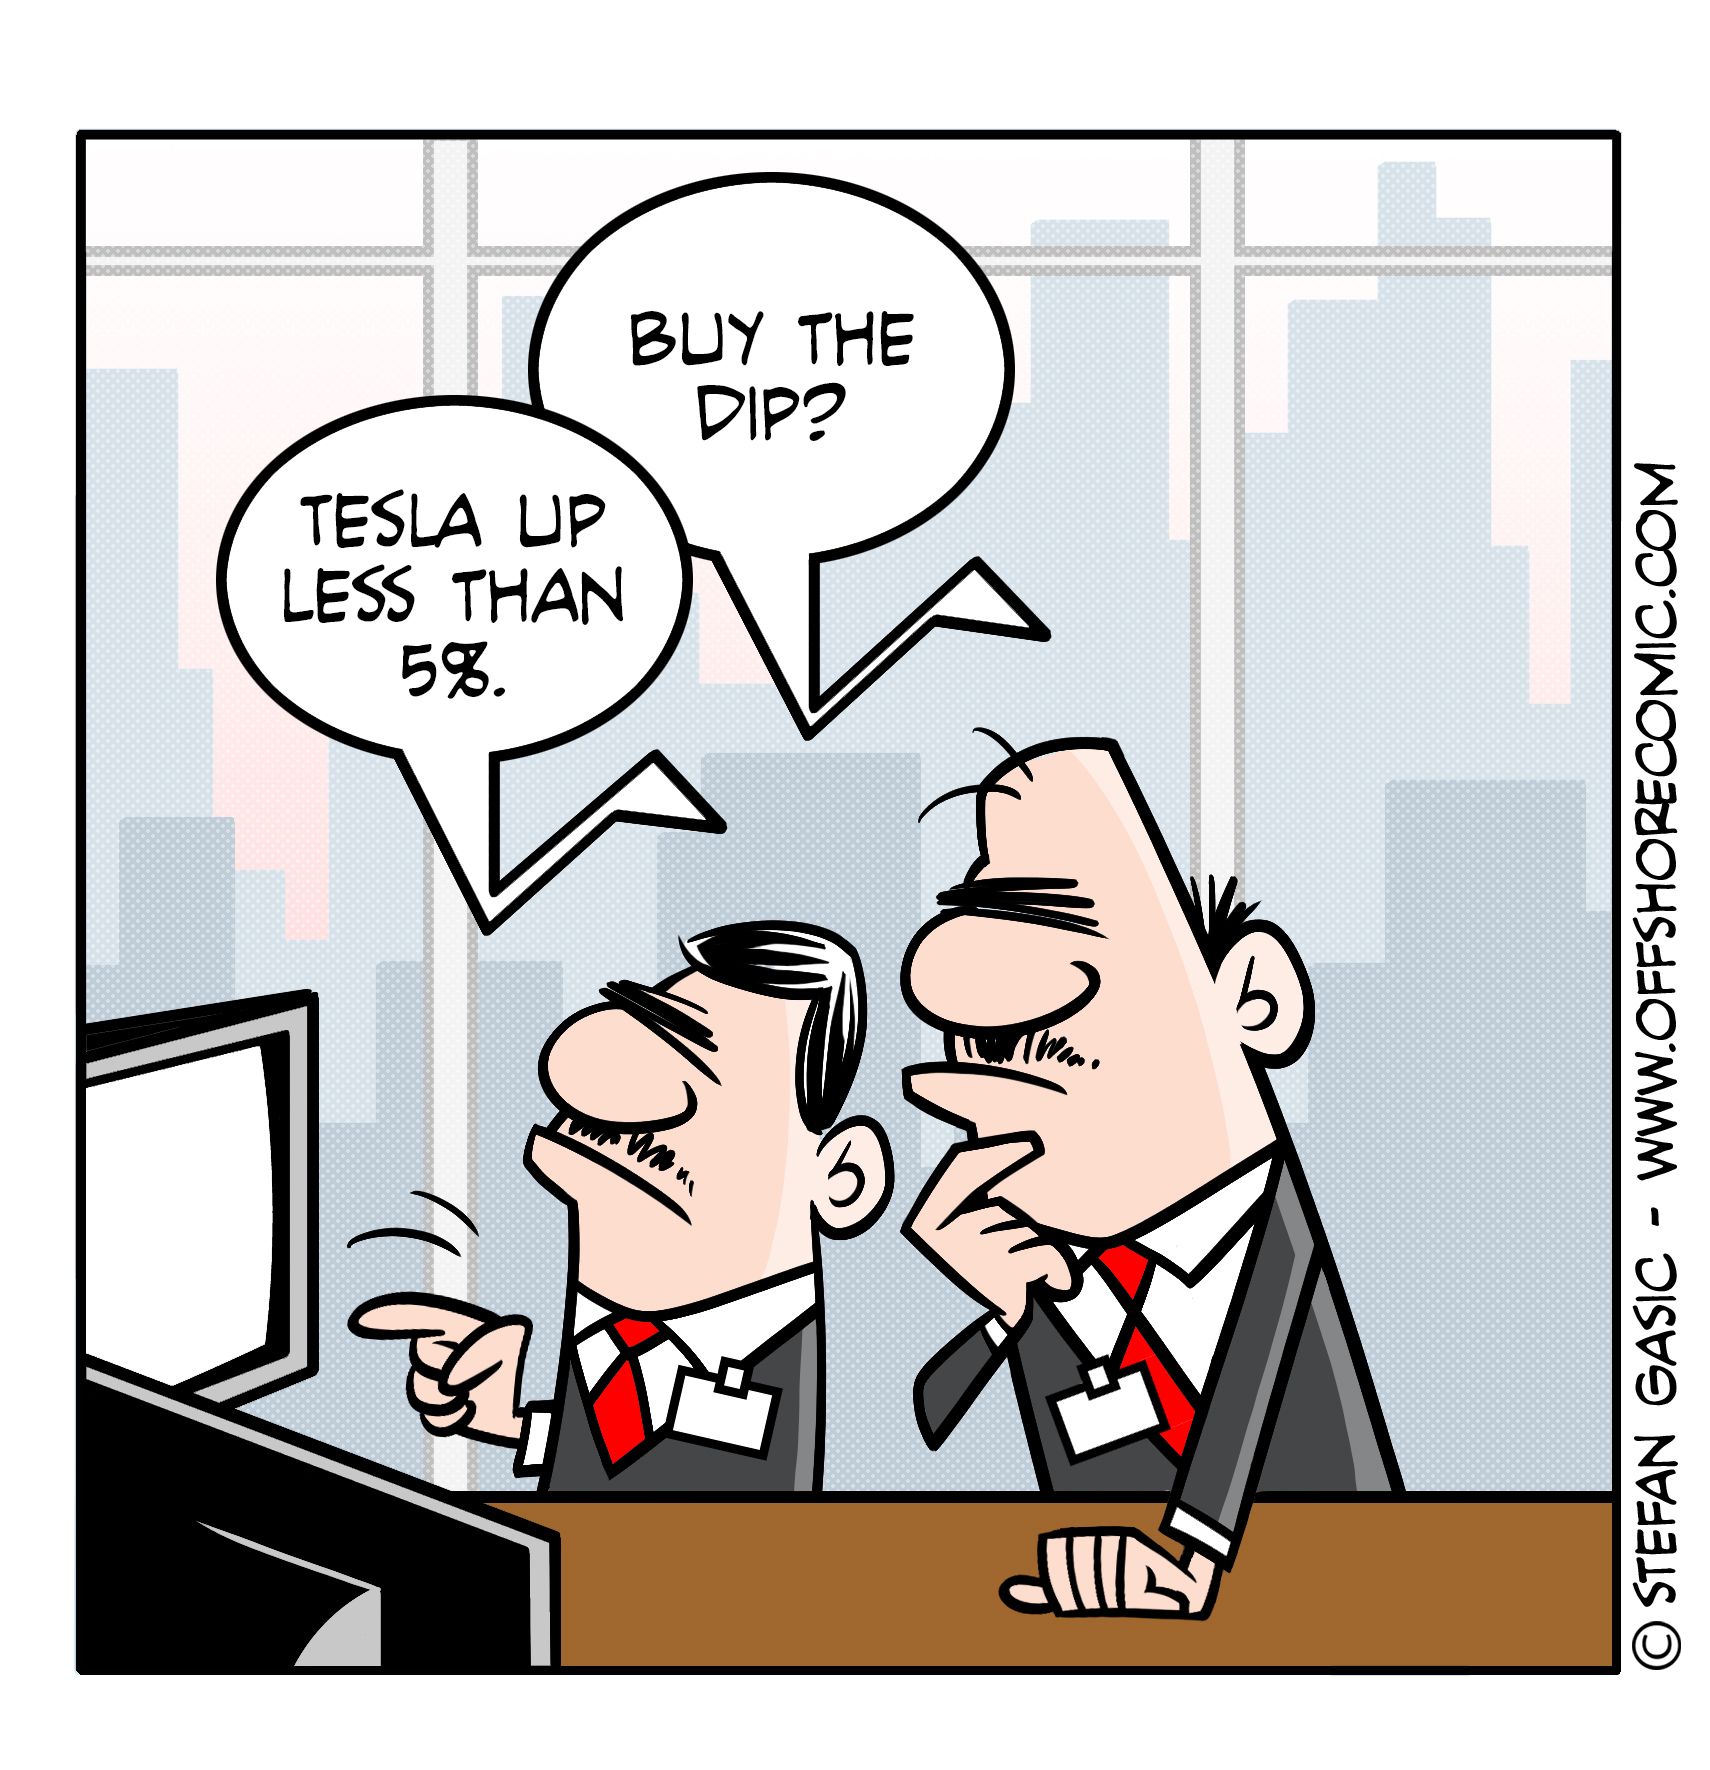 BUY THE
DIP?
TESLA UP
LESS THAN
5%.
© STEFAN GASIC - WWW.OFFSHORECOMIC.COM